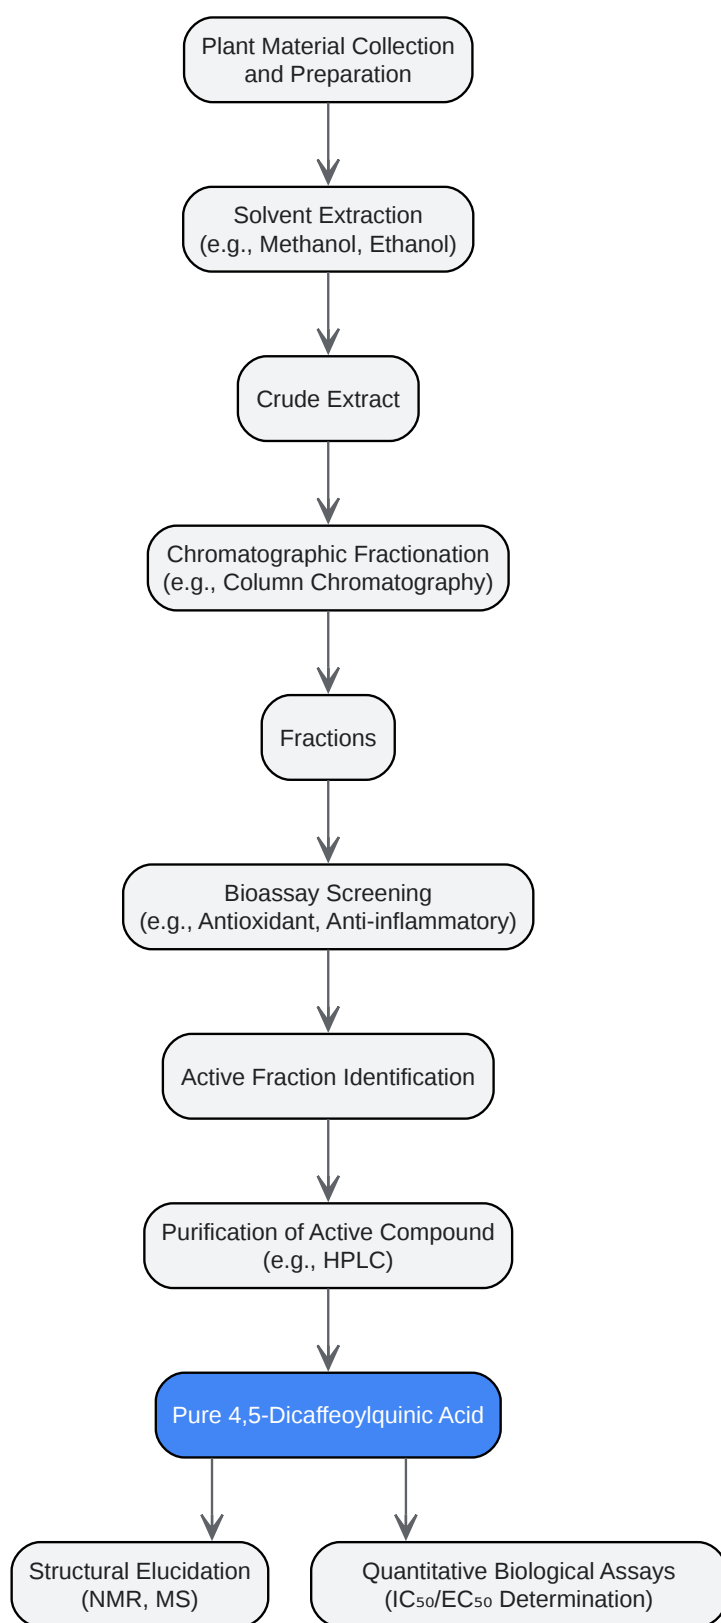 Plant Material Collection
and Preparation
Solvent Extraction
(e.g., Methanol, Ethanol)
Crude Extract
Chromatographic Fractionation
(e.g., Column Chromatography)
Fractions
Bioassay Screening
(e.g., Antioxidant, Anti-inflammatory)
Active Fraction Identification
Purification of Active Compound
(e.g., HPLC)
Pure 4,5-Dicaffeoylquinic Acid
Structural Elucidation
(NMR, MS)
Quantitative Biological Assays
(IC₅₀/EC₅₀ Determination)